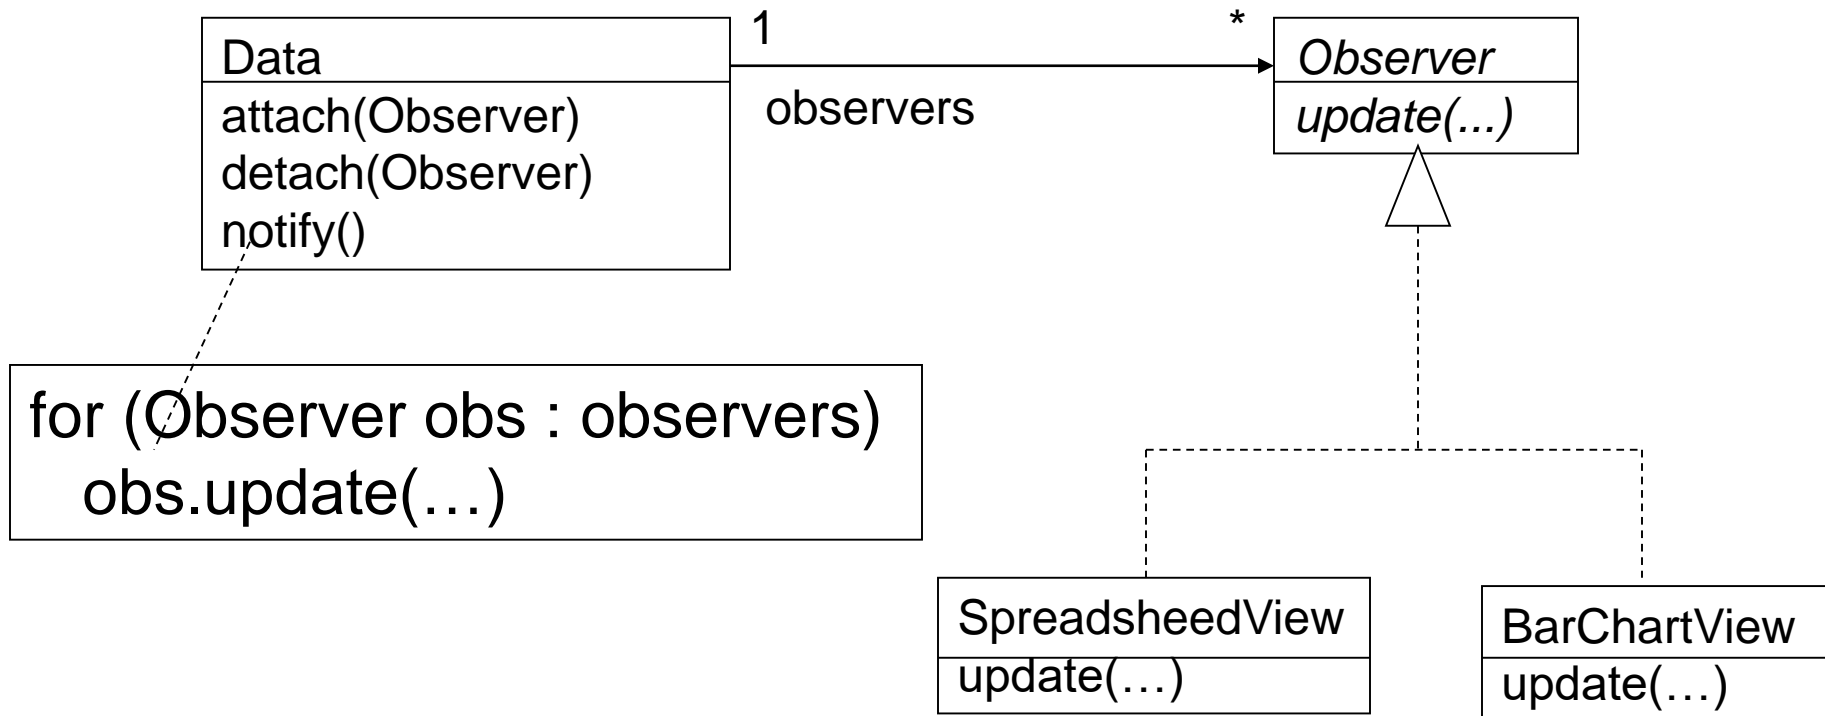 Data
attach(Observer)
detach(Observer)
notify()
1
*
observers
Observer
update(...)
for (Observer obs : observers)
obs.update(…)
SpreadsheedView
update(…)
BarChartView
update(…)